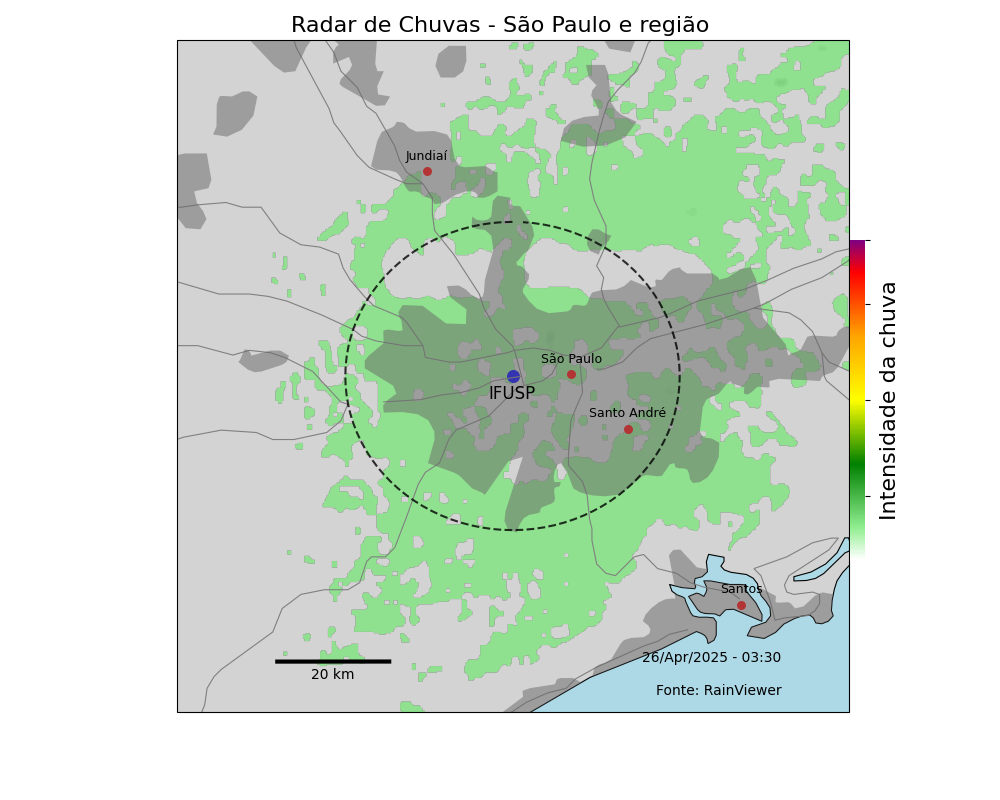 Radar de Chuvas - São Paulo e região
Jundiaí
São Paulo
IFUSP
Santo André
Intensidade da chuva
Santos
26/Apr/2025 - 03:30
20 km
Fonte: RainViewer